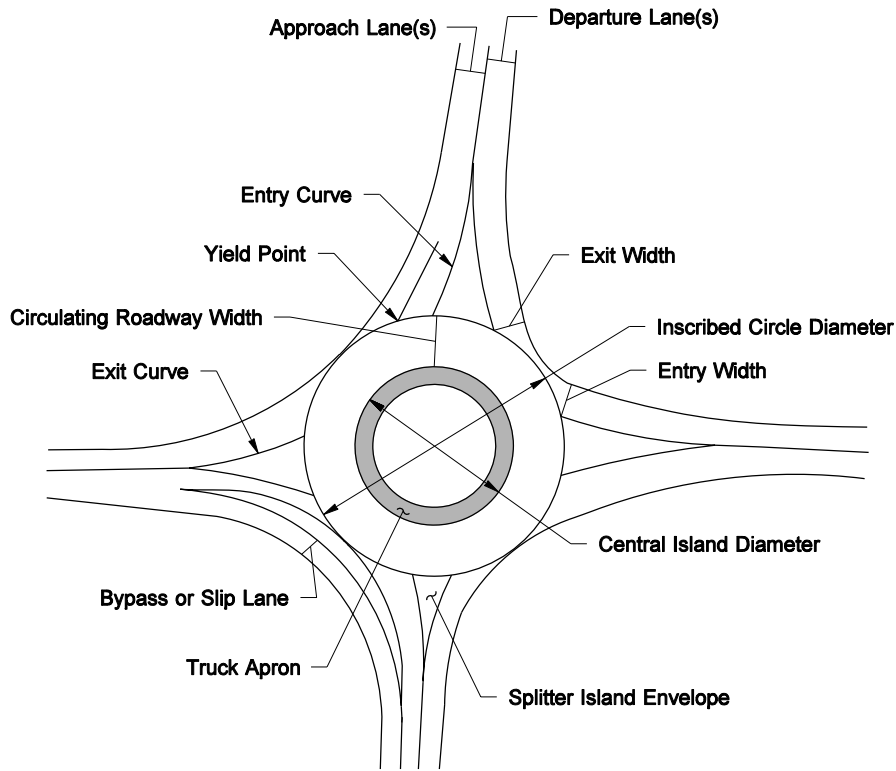 Approach Lane(s)
Departure Lane(s)
Entry Curve
Yield Point
Exit Width
Circulating Roadway Width
Inscribed Circle Diameter
Exit Curve
Entry Width
Central Island Diameter
Bypass or Slip Lane
Truck Apron
Splitter Island Envelope